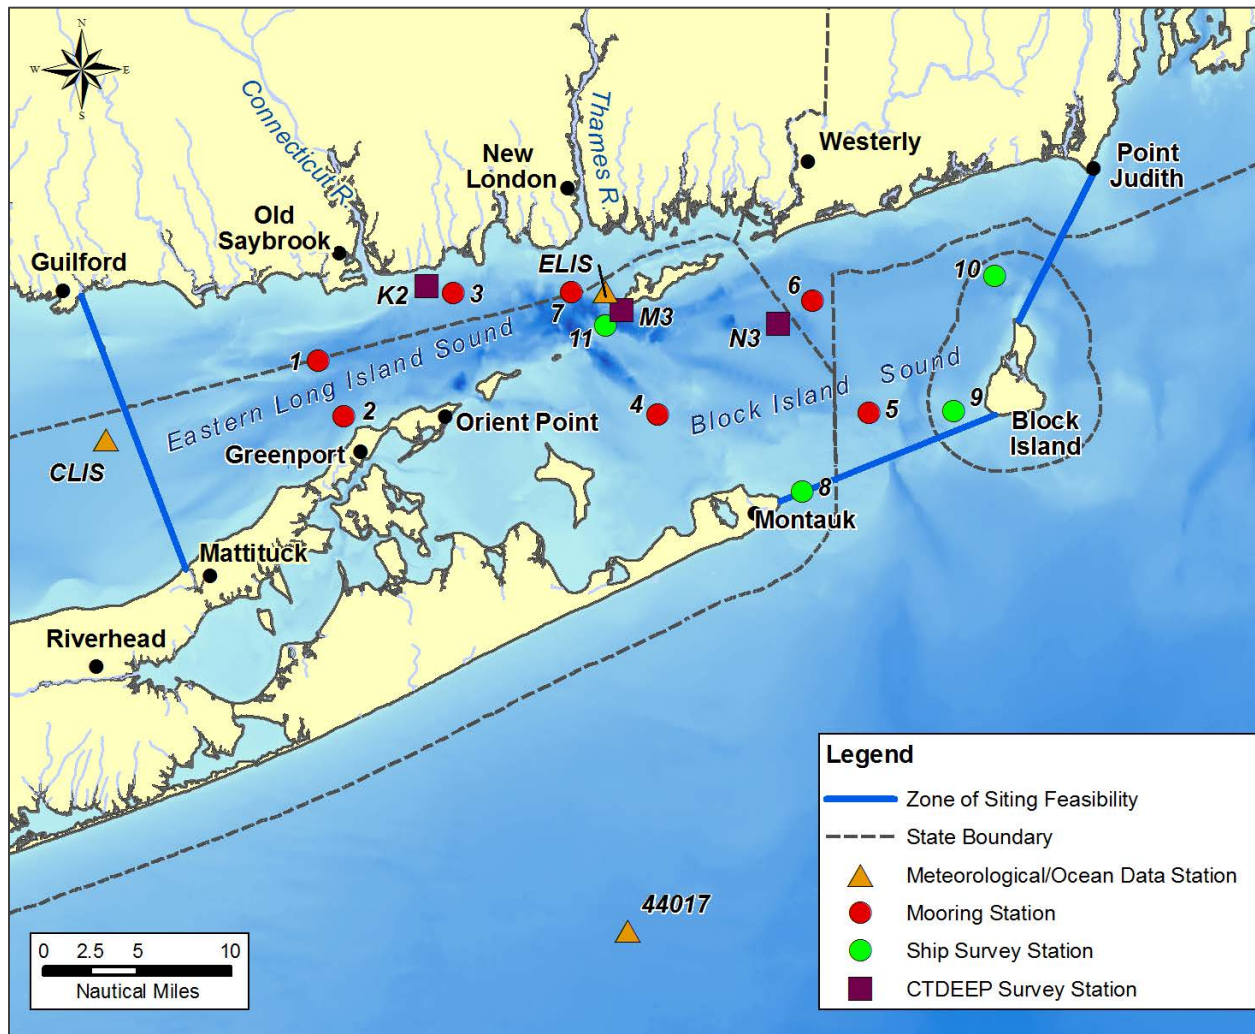 N
W
E
S
Connecticut R.
Thames R.
New
London
Westerly
Point
Judith
Old
Saybrook
Guilford
ELIS
K2
3
7
M3
11
6
N3
10
1
2
Eastern Long Island Sound
4
Block Island Sound
5
9
Block
Island
Orient Point
Greenport
CLIS
8
Montauk
Mattituck
Riverhead
44017
Legend
Zone of Siting Feasibility
State Boundary
Meteorological/Ocean Data Station
Mooring Station
Ship Survey Station
CTDEEP Survey Station
0 2.5 5 10
Nautical Miles